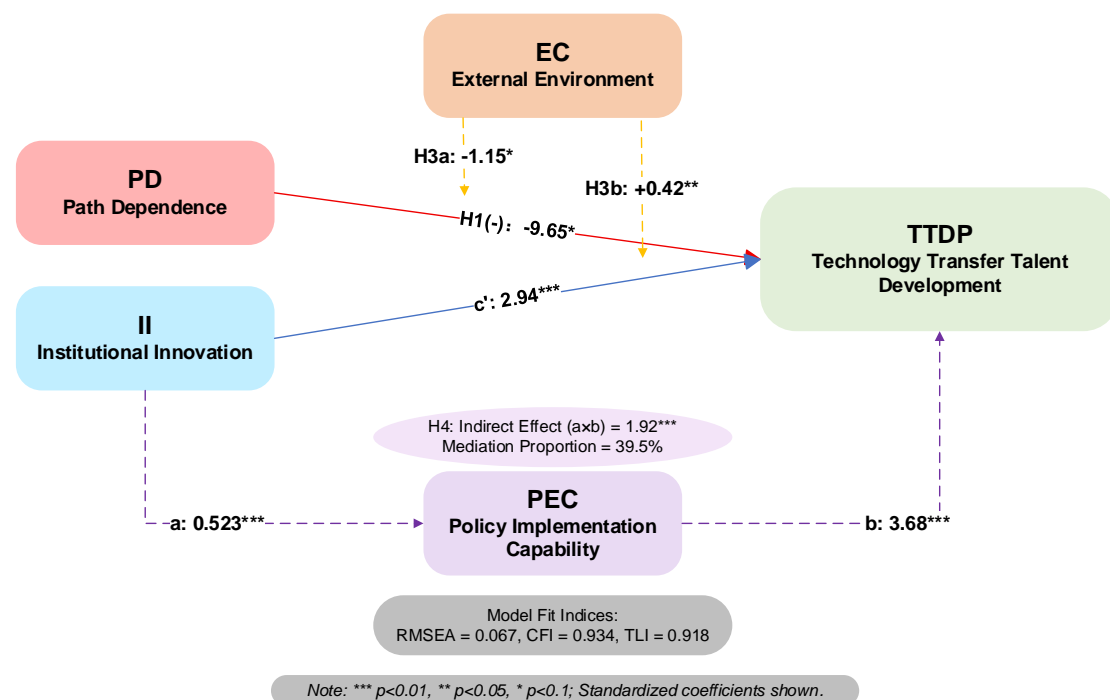 EC
External Environment
H3a: -1.15*
H3b: +0.42**
PD
Path Dependence
H1(-): -9.65*
TTDP
Technology Transfer Talent
Development
c': 2.94***
II
Institutional Innovation
H4: Indirect Effect (a×b) = 1.92***
Mediation Proportion = 39.5%
PEC
Policy Implementation
Capability
a: 0.523***
b: 3.68***
Model Fit Indices:
RMSEA = 0.067, CFI = 0.934, TLI = 0.918
Note: *** p<0.01, ** p<0.05, * p<0.1; Standardized coefficients shown.